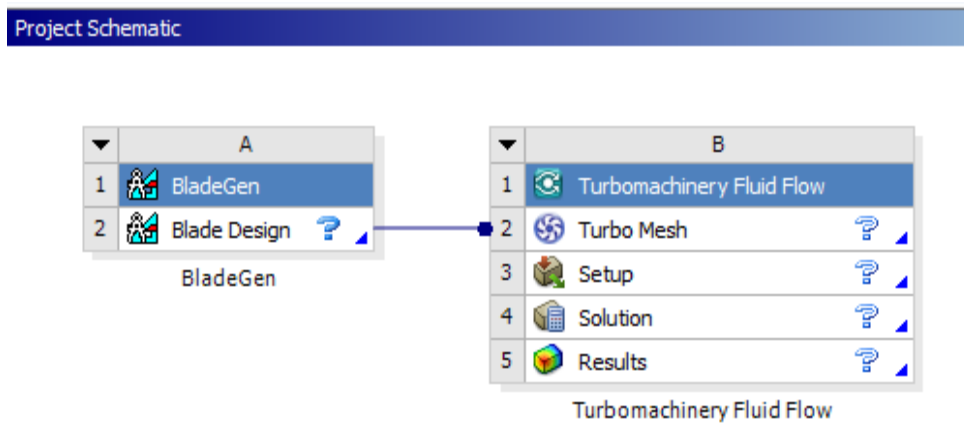 Project Schematic
A
1 BladeGen
2 Blade Design ?
BladeGen
B
1 Turbomachinery Fluid Flow
2 Turbo Mesh ?
3 Setup ?
4 Solution ?
5 Results ?
Turbomachinery Fluid Flow